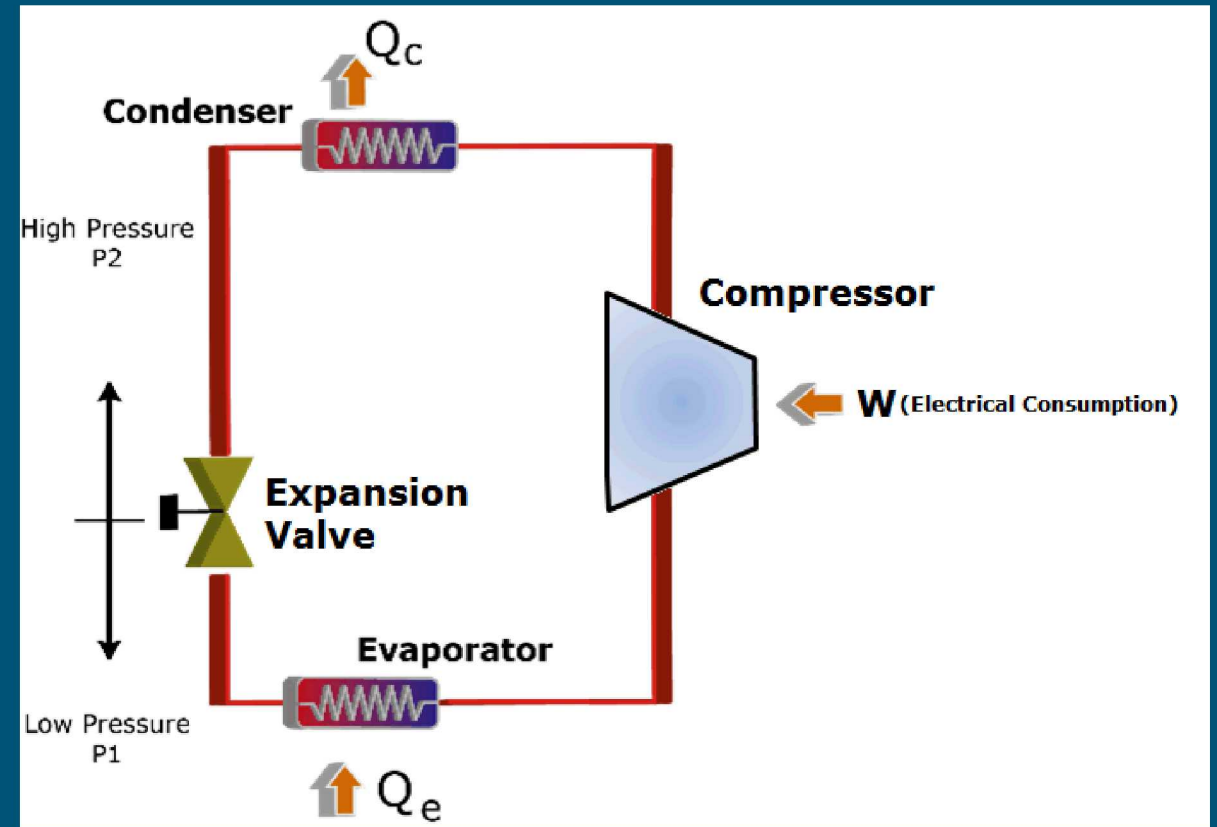 Qc
Condenser
High Pressure
P2
Compressor
W (Electrical Consumption)
Expansion
Valve
Evaporator
Low Pressure
P1
Qe